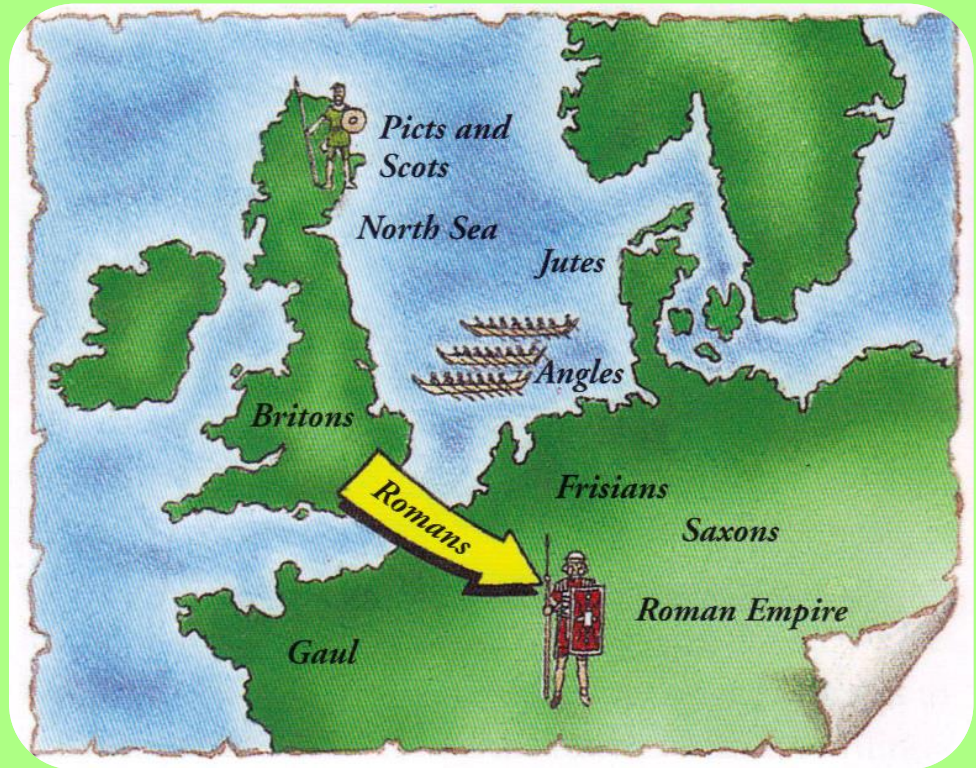 Picts and
Scots
North Sea
Jutes
Angles
Britons
Romans
Frisians
Saxons
Roman Empire
Gaul